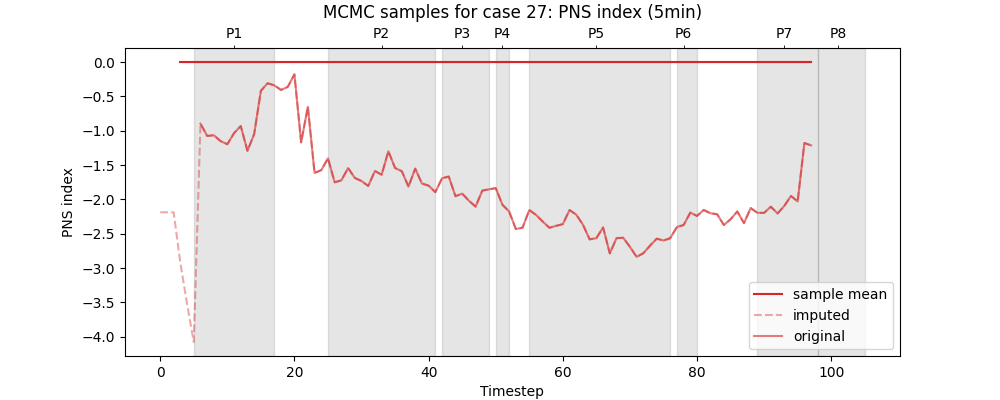 MCMC samples for case 27: PNS index (5min)
P1 P2 P3 P4 P5 P6 P7 P8
0.0
−0.5
−1.0
−1.5
−2.0
−2.5
−3.0
−3.5
−4.0
PNS index
sample mean
imputed
original
0 20 40 60 80 100
Timestep